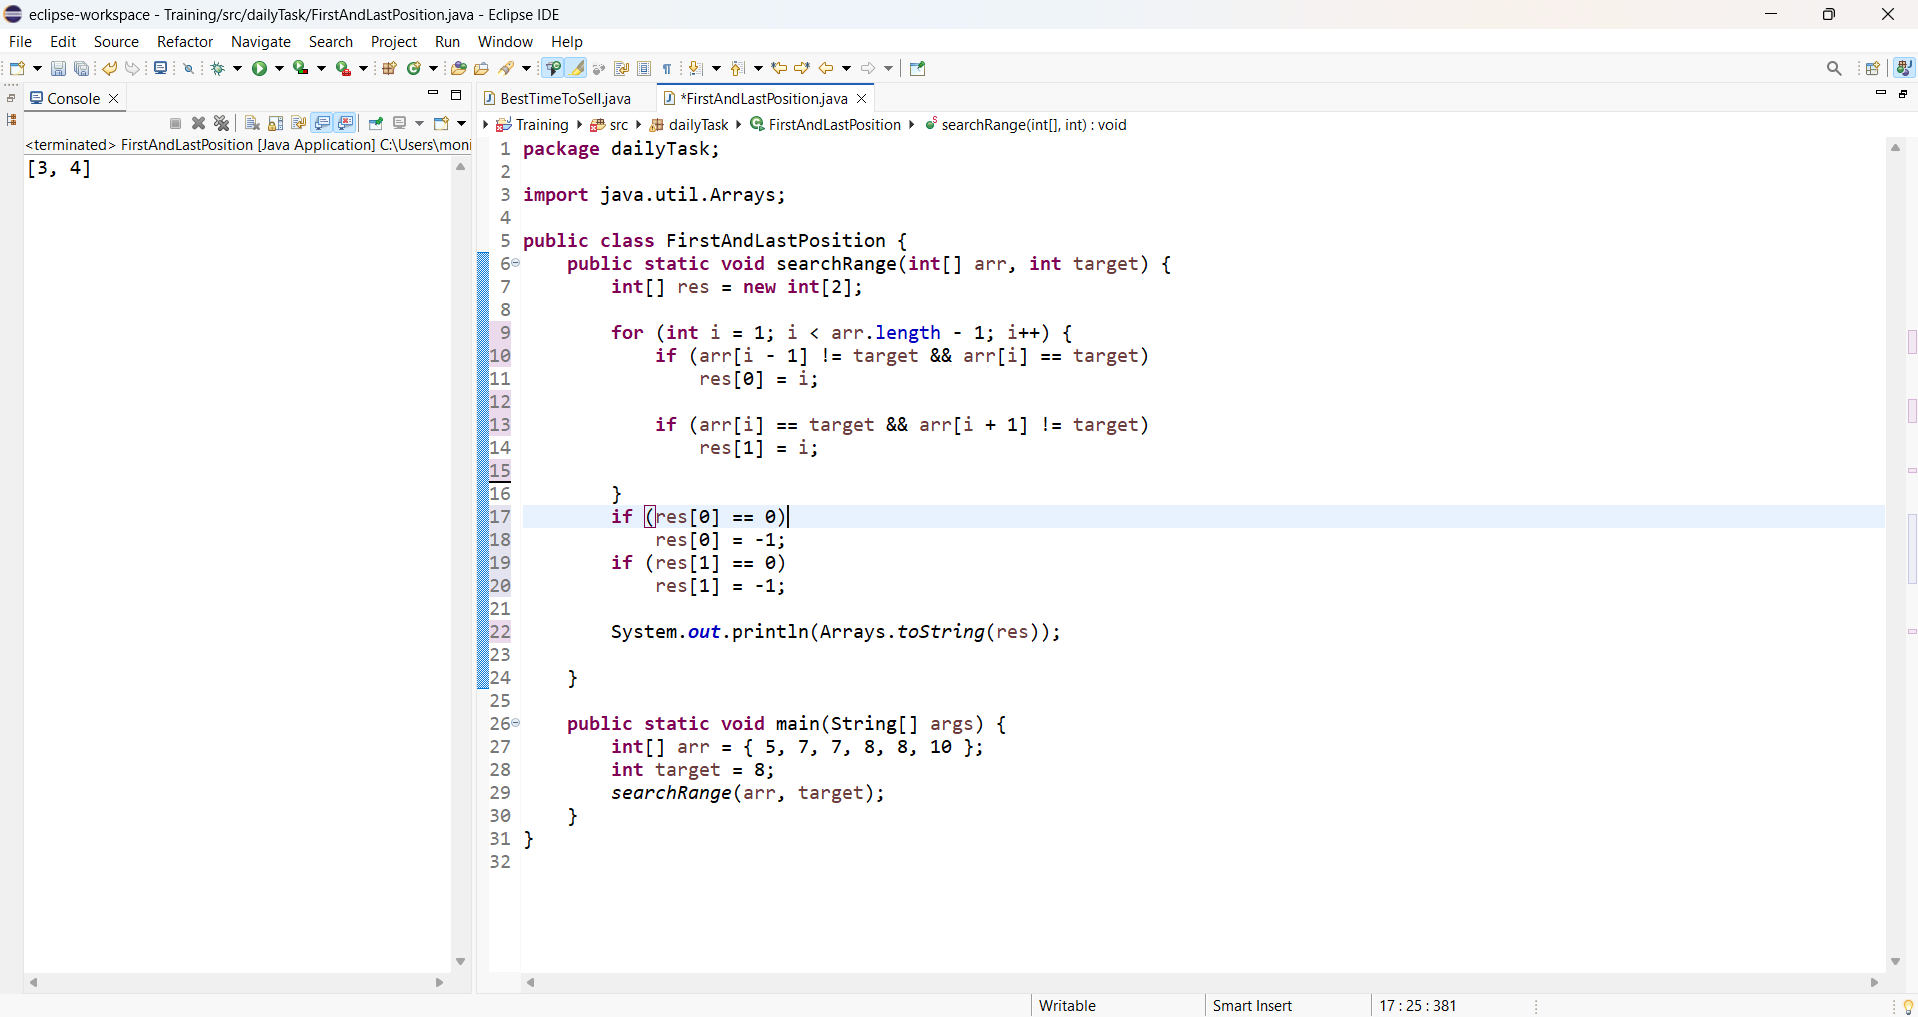 eclipse-workspace - Training/src/dailyTask/FirstAndLastPosition.java - Eclipse IDE
File Edit Source Refactor Navigate Search Project Run Window Help
Console
<terminated> FirstAndLastPosition [Java Application] C:\Users\moni
[3, 4]
BestTimeToSell.java *FirstAndLastPosition.java
Training src dailyTask FirstAndLastPosition searchRange(int[], int) : void
1 package dailyTask;
2
3 import java.util.Arrays;
4
5 public class FirstAndLastPosition {
6     public static void searchRange(int[] arr, int target) {
7         int[] res = new int[2];
8
9         for (int i = 1; i < arr.length - 1; i++) {
10             if (arr[i - 1] != target && arr[i] == target)
11                 res[0] = i;
12
13             if (arr[i] == target && arr[i + 1] != target)
14                 res[1] = i;
15
16         }
17         if (res[0] == 0)
18             res[0] = -1;
19         if (res[1] == 0)
20             res[1] = -1;
21
22         System.out.println(Arrays.toString(res));
23
24     }
25
26     public static void main(String[] args) {
27         int[] arr = { 5, 7, 7, 8, 8, 10 };
28         int target = 8;
29         searchRange(arr, target);
30     }
31 }
32
Writable Smart Insert 17 : 25 : 381